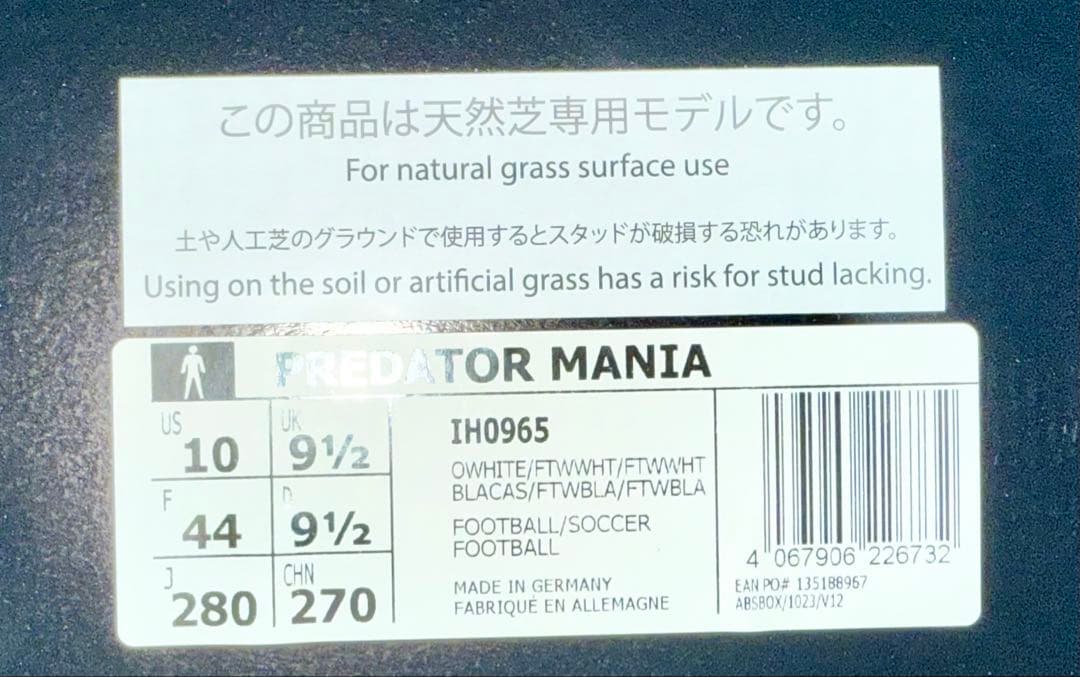 この商品は天然芝専用モデルです。
For natural grass surface use
土や人工芝のグラウンドで使用するとスタッドが破損する恐れがあります。
Using on the soil or artificial grass has a risk for stud lacking.
PREDATOR MANIA
US 10 UK 9½
F 44 D 9½
J 280 CHN 270
IH0965
OWHITE/FTWWHT/FTWWHT
BLACAS/FTWBLA/FTWBLA
FOOTBALL/SOCCER
FOOTBALL
MADE IN GERMANY
FABRIQUÉ EN ALLEMAGNE
4 067906 226732
EAN PO# 135188967
ABSBOX/1023/V12